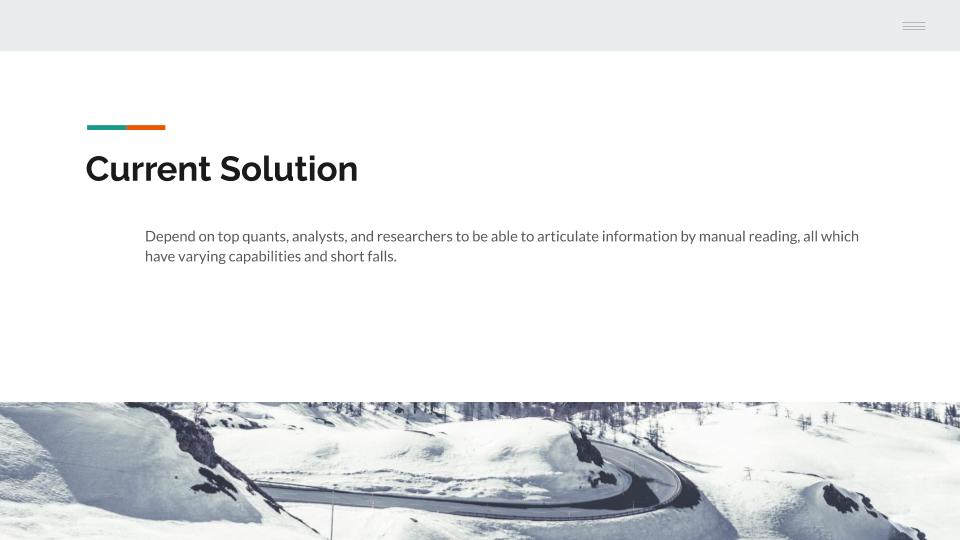 Current Solution
Depend on top quants, analysts, and researchers to be able to articulate information by manual reading, all which
have varying capabilities and short falls.